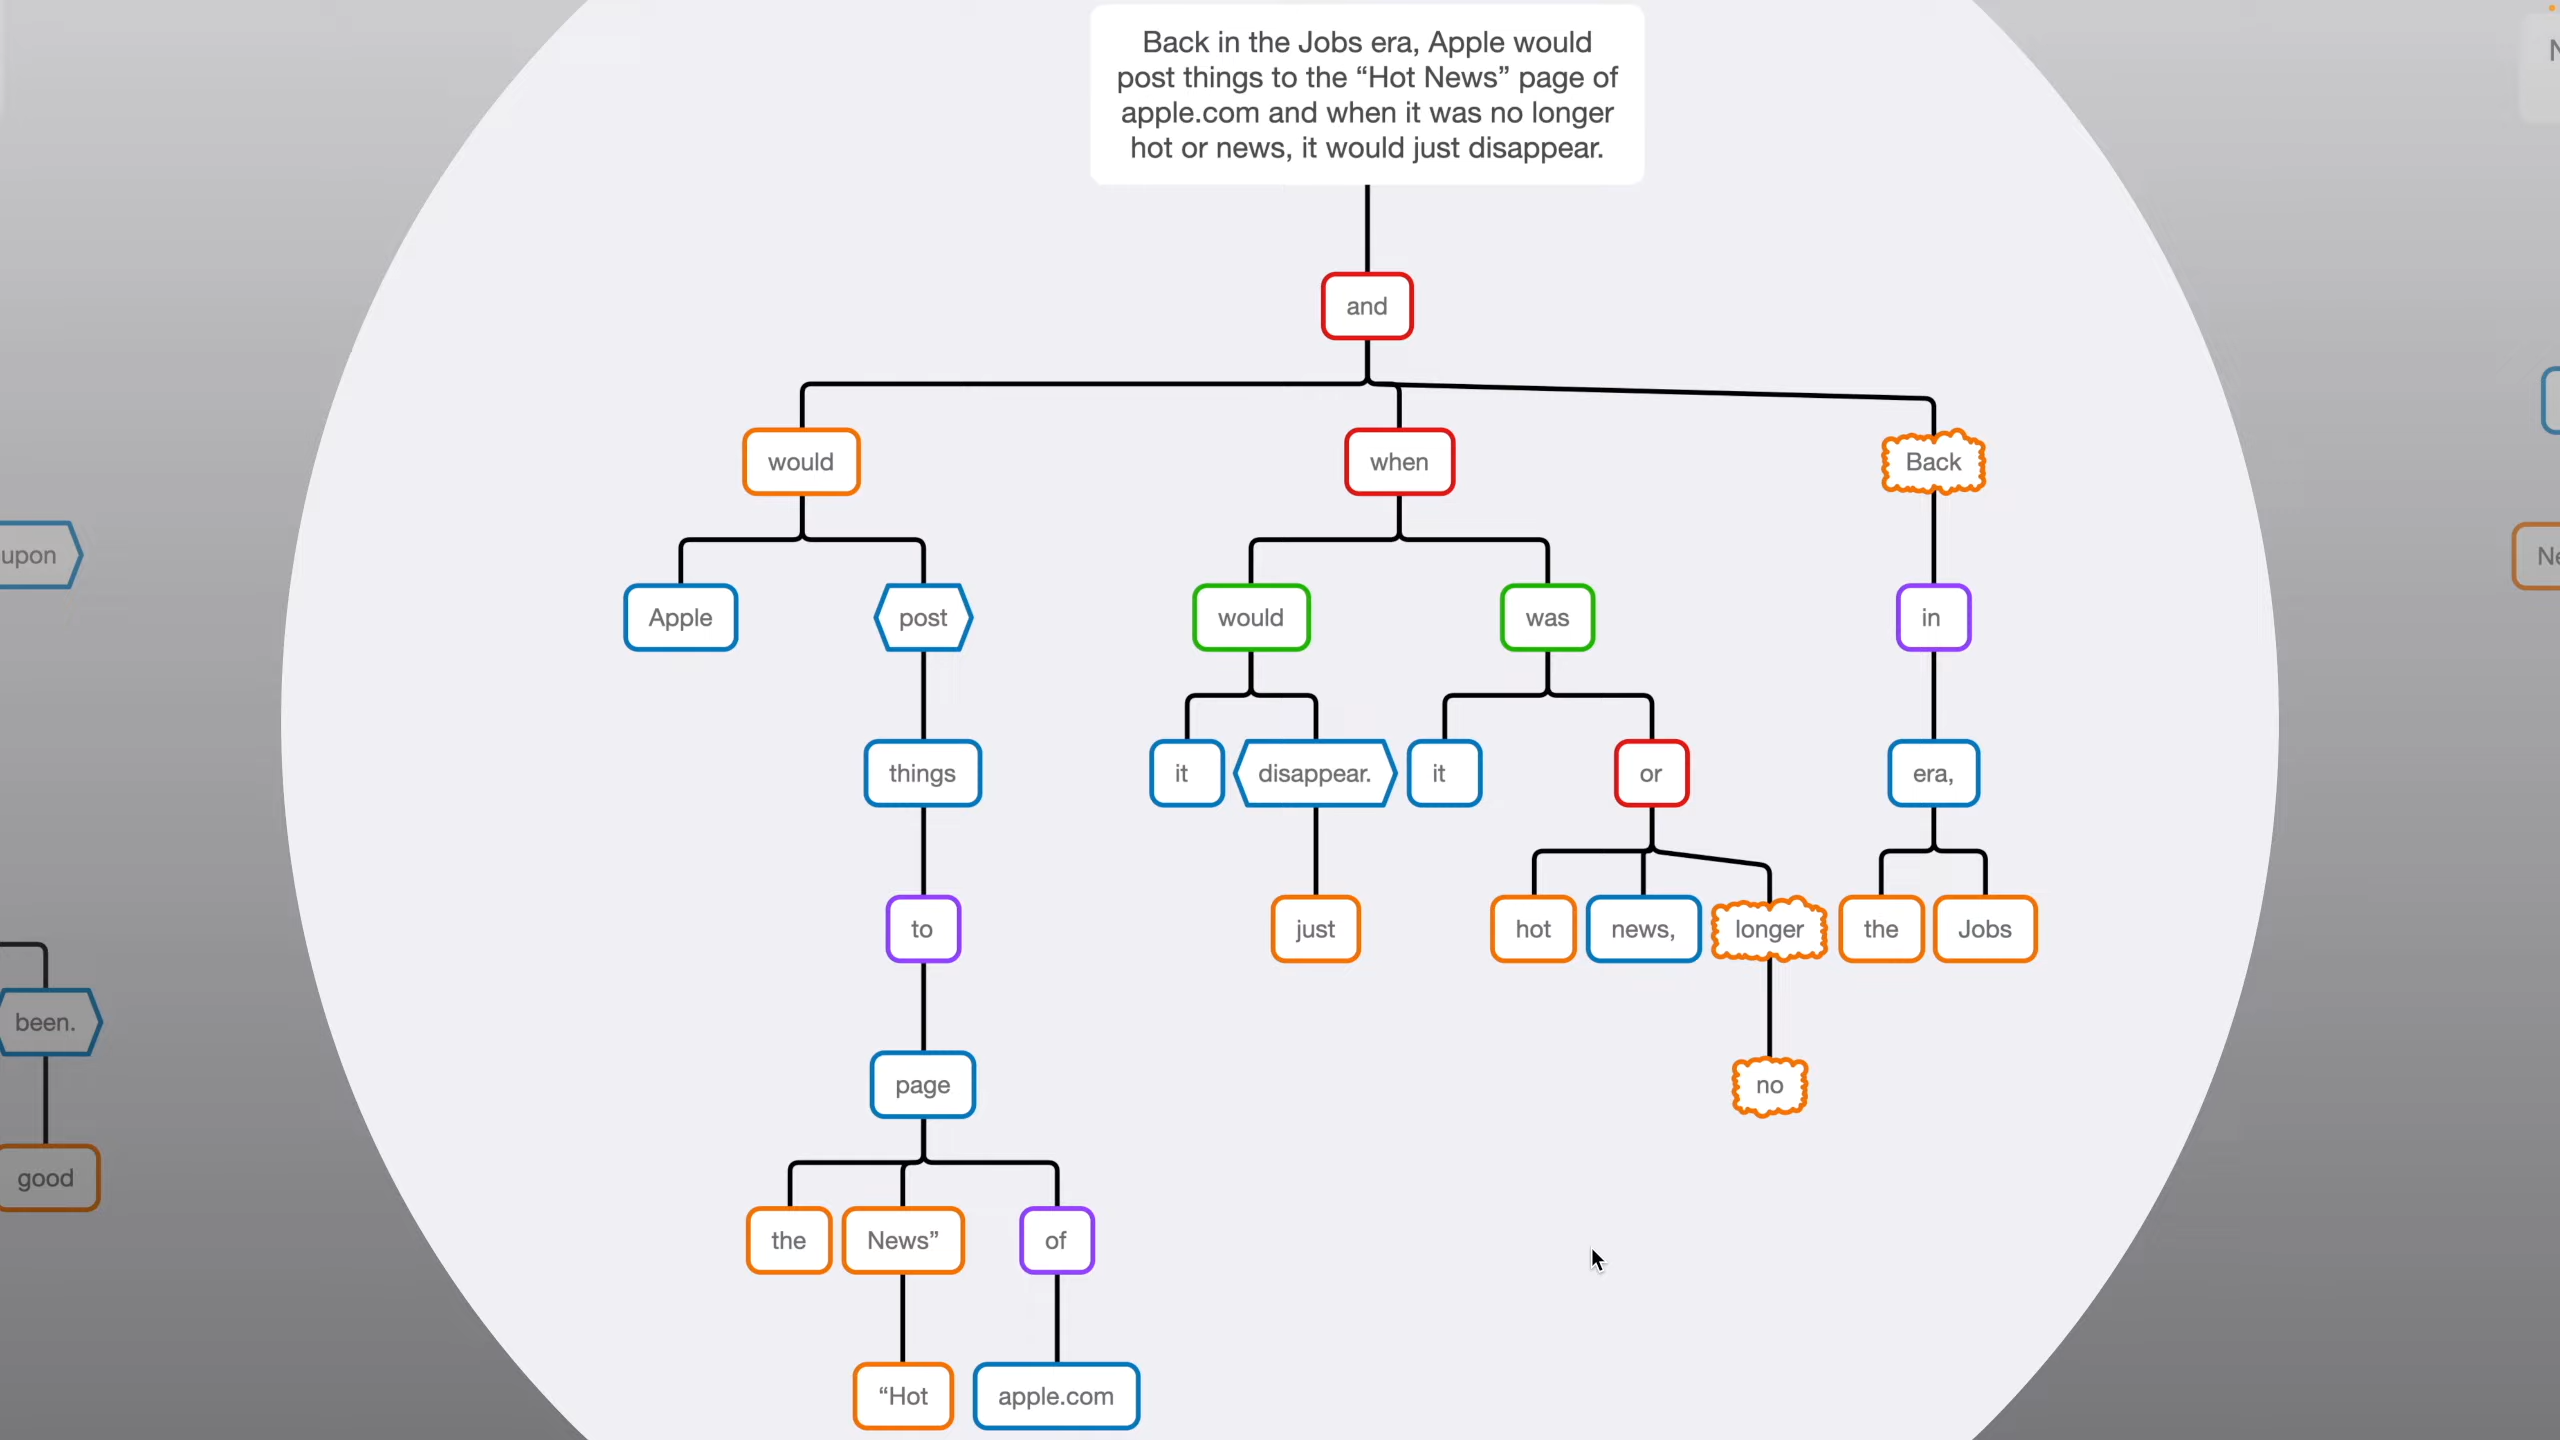 Back in the Jobs era, Apple would
post things to the “Hot News” page of
apple.com and when it was no longer
hot or news, it would just disappear.
and
would
when
Back
upon
Apple
post
would
was
in
things
it
disappear.
it
or
era,
to
just
hot
news,
longer
the
Jobs
been.
page
no
good
the
News”
of
“Hot
apple.com